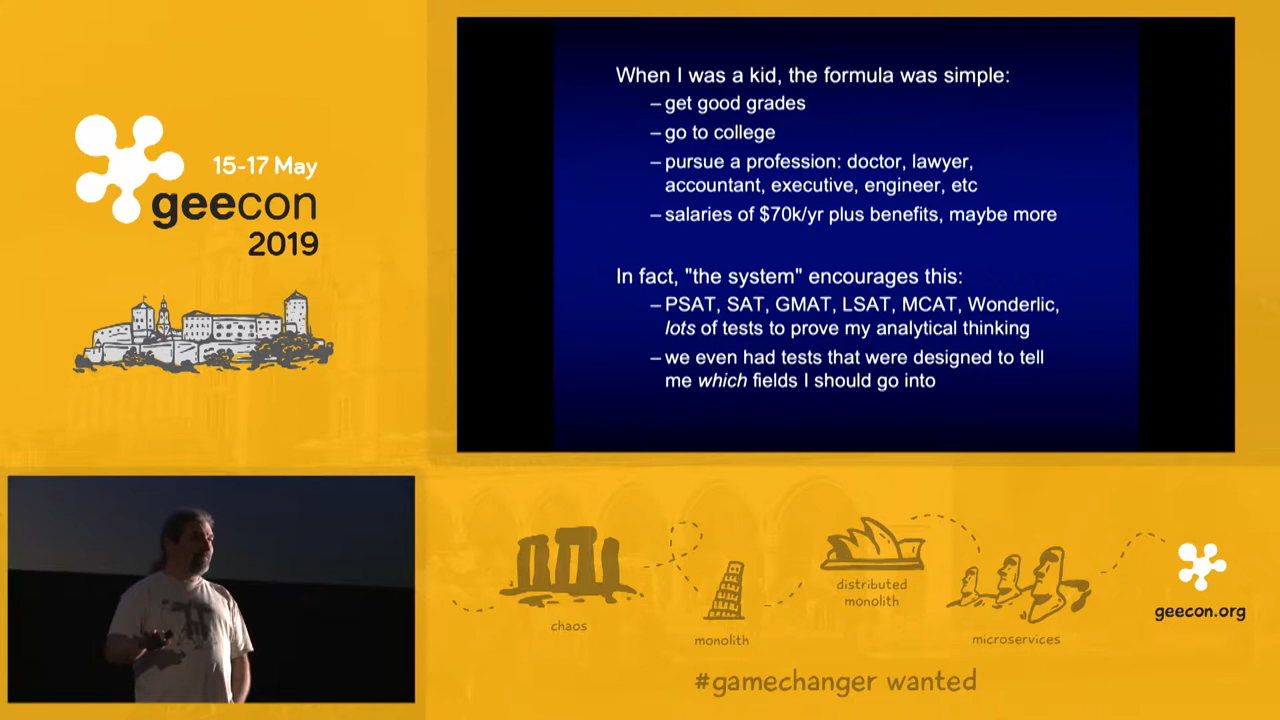 15-17 May
geecon
2019
When I was a kid, the formula was simple:
–get good grades
–go to college
–pursue a profession: doctor, lawyer,
accountant, executive, engineer, etc
–salaries of $70k/yr plus benefits, maybe more
In fact, "the system" encourages this:
–PSAT, SAT, GMAT, LSAT, MCAT, Wonderlic,
lots of tests to prove my analytical thinking
–we even had tests that were designed to tell
me which fields I should go into
chaos
monolith
distributed
monolith
microservices
geecon.org
#gamechanger wanted